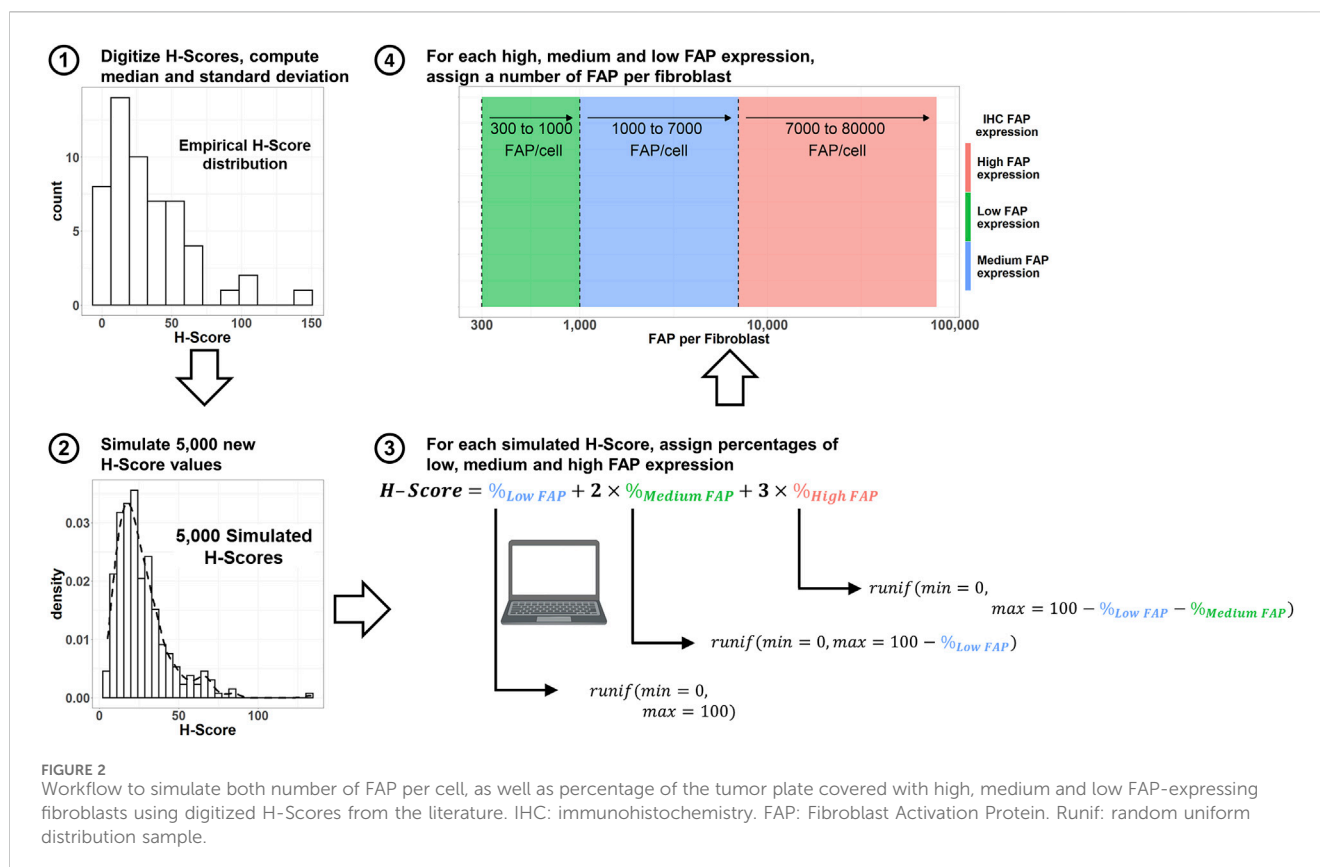 1 Digitize H-Scores, compute
median and standard deviation
Empirical H-Score
distribution
count
10
5
0
0 50 100 150
H-Score
2 Simulate 5,000 new
H-Score values
5,000 Simulated
H-Scores
density
0.03
0.02
0.01
0.00
0 50 100
H-Score
3 For each simulated H-Score, assign percentages of
low, medium and high FAP expression
H-Score = %Low FAP + 2 × %Medium FAP + 3 × %High FAP
runif(min = 0,
max = 100 − %Low FAP − %Medium FAP)
runif(min = 0, max = 100 − %Low FAP)
runif(min = 0,
max = 100)
4 For each high, medium and low FAP expression,
assign a number of FAP per fibroblast
300 to 1000
FAP/cell
1000 to 7000
FAP/cell
7000 to 80000
FAP/cell
300 1,000 10,000 100,000
FAP per Fibroblast
IHC FAP
expression
High FAP
expression
Low FAP
expression
Medium FAP
expression
FIGURE 2
Workflow to simulate both number of FAP per cell, as well as percentage of the tumor plate covered with high, medium and low FAP-expressing
fibroblasts using digitized H-Scores from the literature. IHC: immunohistochemistry. FAP: Fibroblast Activation Protein. Runif: random uniform
distribution sample.